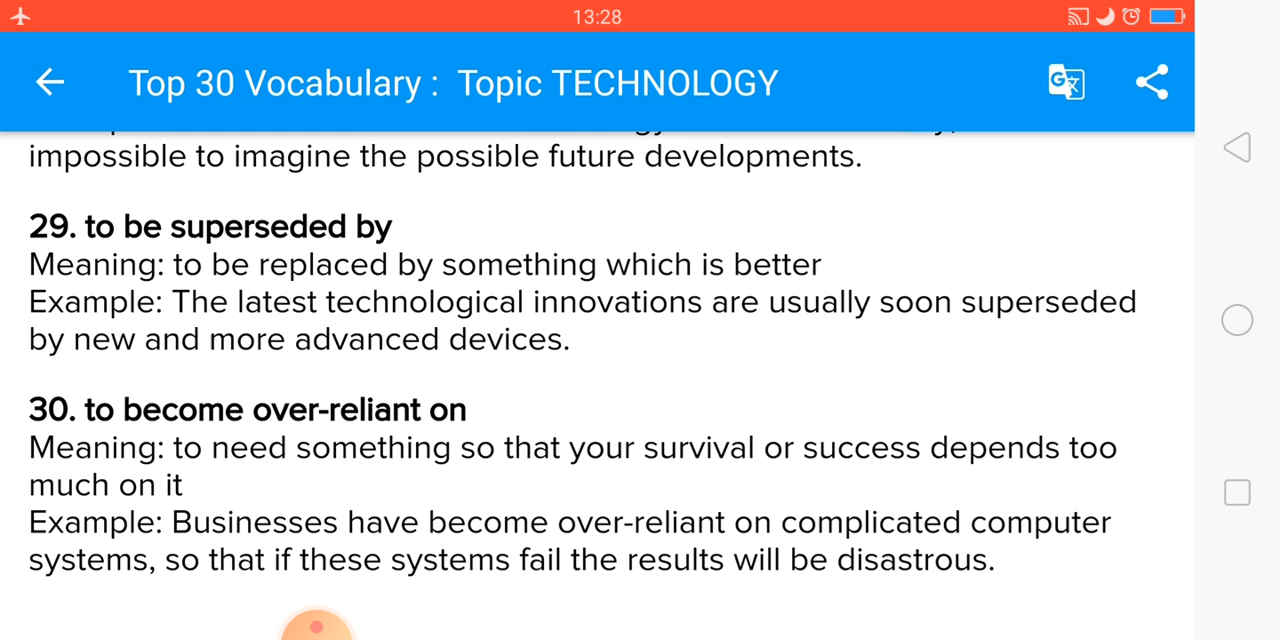 13:28
Top 30 Vocabulary : Topic TECHNOLOGY
impossible to imagine the possible future developments.
29. to be superseded by
Meaning: to be replaced by something which is better
Example: The latest technological innovations are usually soon superseded
by new and more advanced devices.
30. to become over-reliant on
Meaning: to need something so that your survival or success depends too
much on it
Example: Businesses have become over-reliant on complicated computer
systems, so that if these systems fail the results will be disastrous.